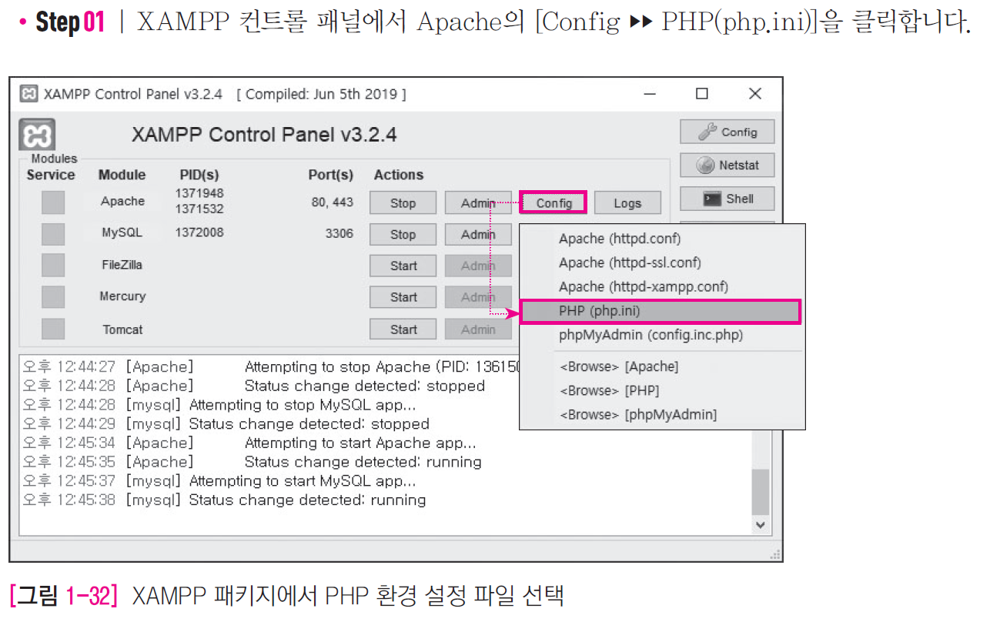 • Step 01 | XAMPP 컨트롤 패널에서 Apache의 [Config ▶▶ PHP(php.ini)]을 클릭합니다.
XAMPP Control Panel v3.2.4 [ Compiled: Jun 5th 2019 ]
XAMPP Control Panel v3.2.4
Config
Modules
Service Module PID(s) Port(s) Actions
Netstat
Apache 1371948 1371532 80, 443 Stop Admin Config Logs
Shell
MySQL 1372008 3306 Stop Admin
FileZilla Start Admin
Mercury Start Admin
Tomcat Start Admin
Apache (httpd.conf)
Apache (httpd-ssl.conf)
Apache (httpd-xampp.conf)
PHP (php.ini)
phpMyAdmin (config.inc.php)
<Browse> [Apache]
<Browse> [PHP]
<Browse> [phpMyAdmin]
오후 12:44:27 [Apache] Attempting to stop Apache (PID:
오후 12:44:28 [Apache] Status change detected: stopped
오후 12:44:28 [mysql] Attempting to stop MySQL app...
오후 12:44:29 [mysql] Status change detected: stopped
오후 12:45:34 [Apache] Attempting to start Apache app...
오후 12:45:35 [Apache] Status change detected: running
오후 12:45:37 [mysql] Attempting to start MySQL app...
오후 12:45:38 [mysql] Status change detected: running
[그림 1-32] XAMPP 패키지에서 PHP 환경 설정 파일 선택